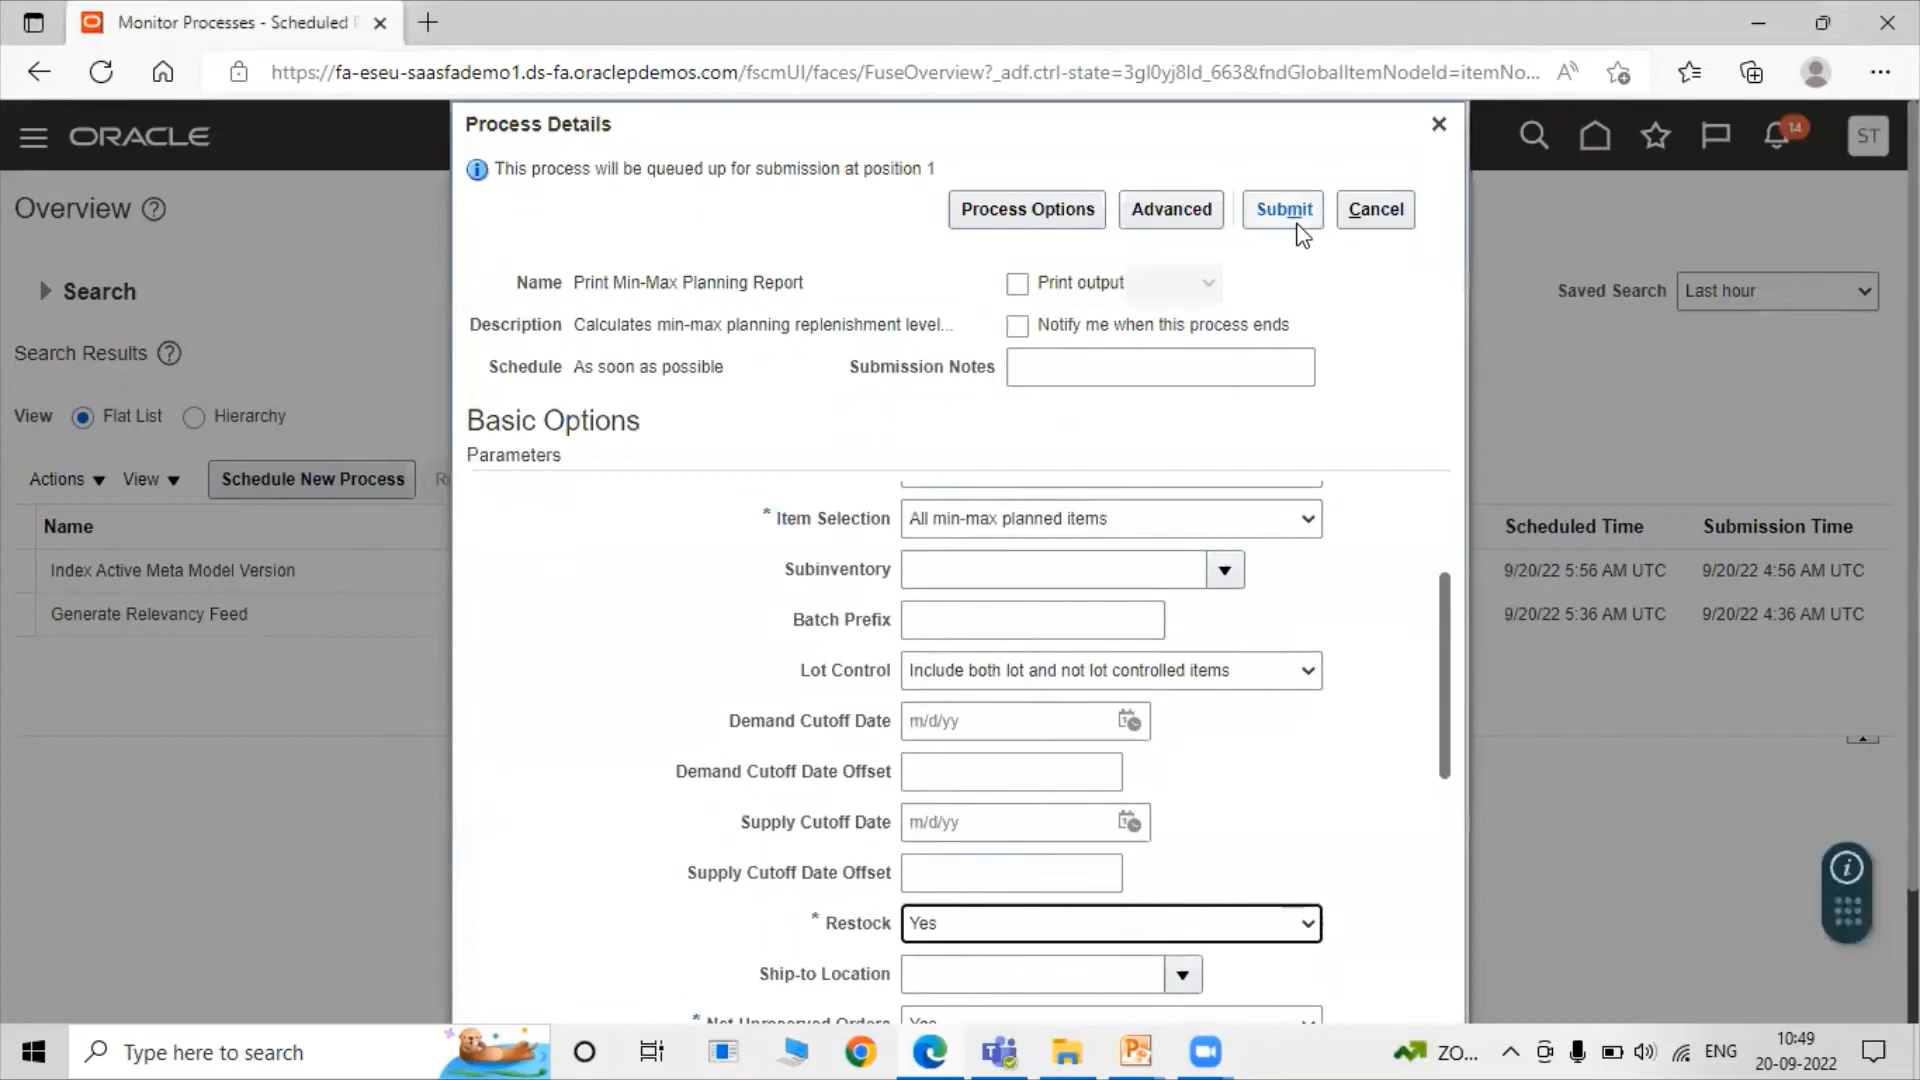 Monitor Processes - Scheduled P
https://fa-eseu-saasfademo1.ds-fa.oraclepdemos.com/fscmUI/faces/FuseOverview?_adf.ctrl-state=3gl0yj8ld_663&fndGlobalItemNodeId=itemNo...
ORACLE
14
ST
Process Details
This process will be queued up for submission at position 1
Process Options
Advanced
Submit
Cancel
Overview
Search
Saved Search Last hour
Search Results
View Flat List Hierarchy
Actions View Schedule New Process
Name
Scheduled Time Submission Time
Index Active Meta Model Version
9/20/22 5:56 AM UTC 9/20/22 4:56 AM UTC
Generate Relevancy Feed
9/20/22 5:36 AM UTC 9/20/22 4:36 AM UTC
Name Print Min-Max Planning Report
Print output
Description Calculates min-max planning replenishment level...
Notify me when this process ends
Schedule As soon as possible
Submission Notes
Basic Options
Parameters
* Item Selection All min-max planned items
Subinventory
Batch Prefix
Lot Control Include both lot and not lot controlled items
Demand Cutoff Date m/d/yy
Demand Cutoff Date Offset
Supply Cutoff Date m/d/yy
Supply Cutoff Date Offset
* Restock Yes
Ship-to Location
* Net Unreserved Orders Yes
Type here to search
ZO...
ENG
10:49
20-09-2022